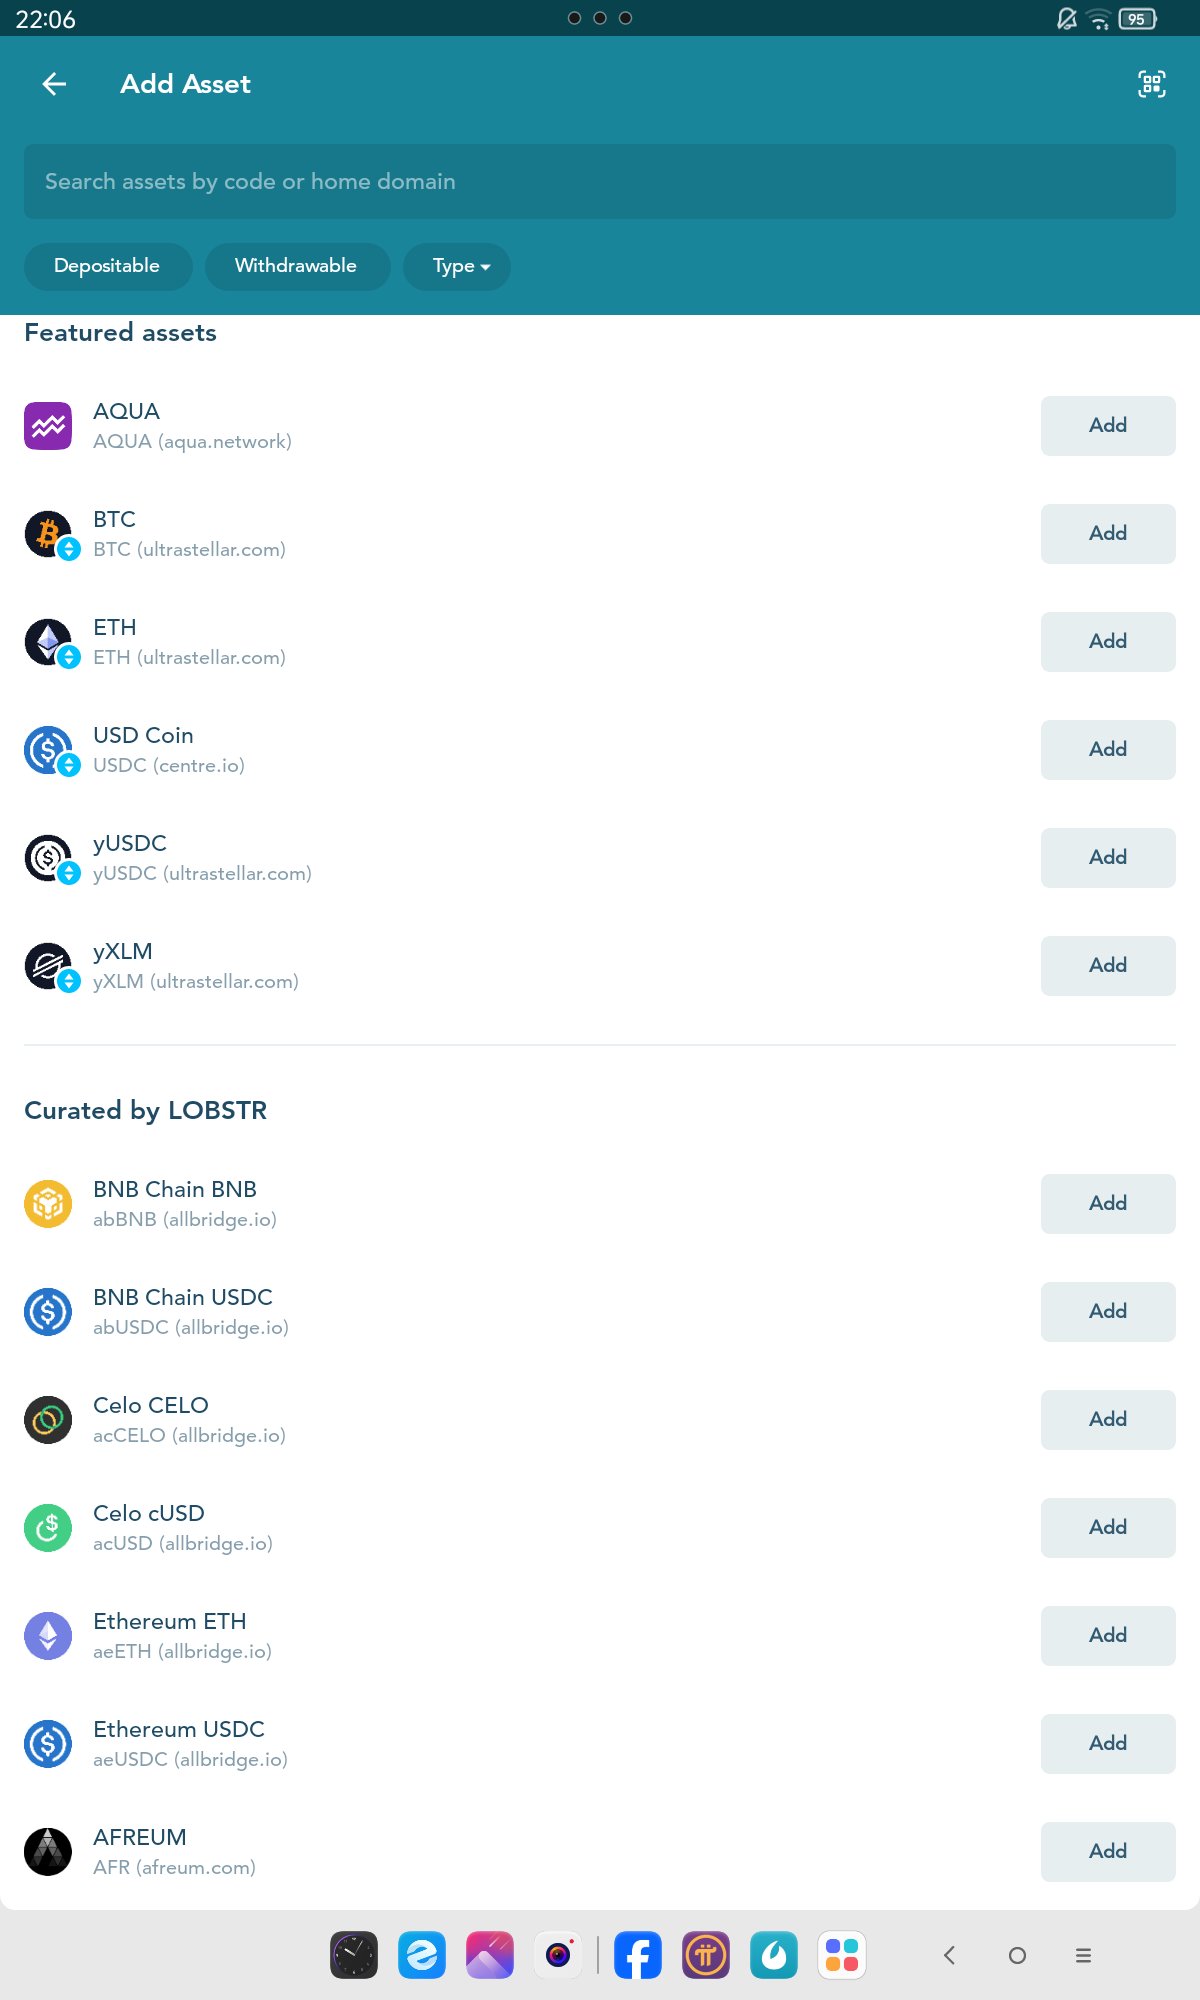 22:06
95
Add Asset
Search assets by code or home domain
Depositable
Withdrawable
Type
Featured assets
AQUA
AQUA (aqua.network)
Add
BTC
BTC (ultrastellar.com)
Add
ETH
ETH (ultrastellar.com)
Add
USD Coin
USDC (centre.io)
Add
yUSDC
yUSDC (ultrastellar.com)
Add
yXLM
yXLM (ultrastellar.com)
Add
Curated by LOBSTR
BNB Chain BNB
abBNB (allbridge.io)
Add
BNB Chain USDC
abUSDC (allbridge.io)
Add
Celo CELO
acCELO (allbridge.io)
Add
Celo cUSD
acUSD (allbridge.io)
Add
Ethereum ETH
aeETH (allbridge.io)
Add
Ethereum USDC
aeUSDC (allbridge.io)
Add
AFREUM
AFR (afreum.com)
Add